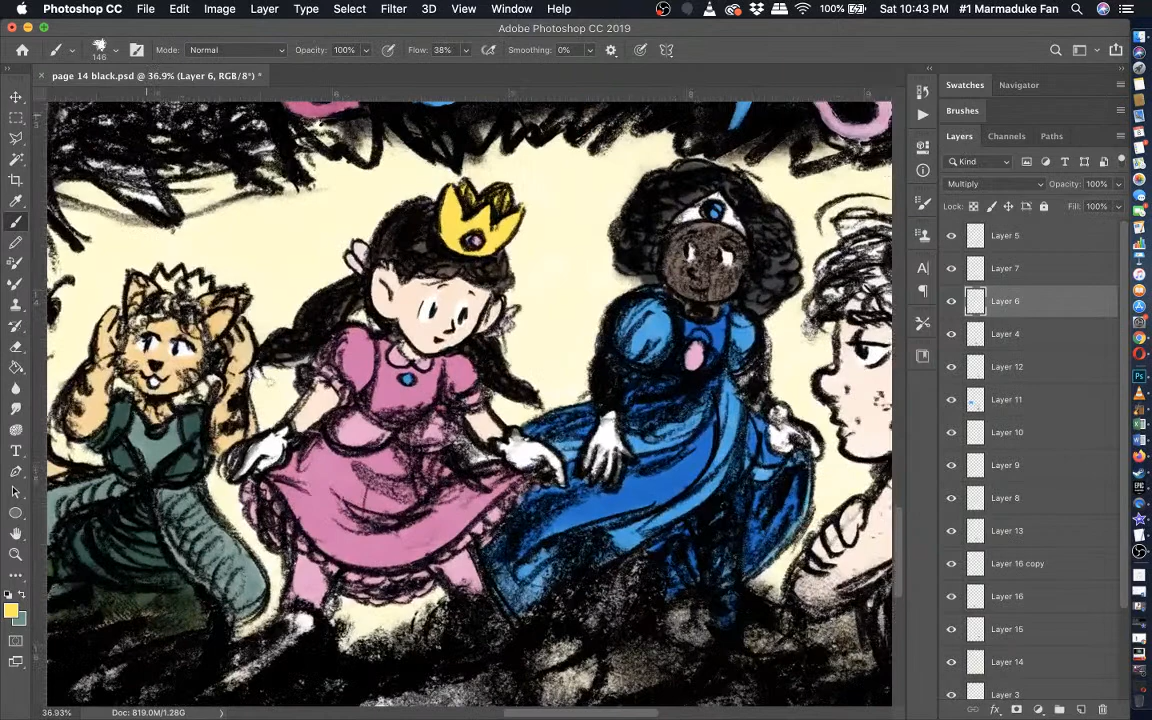 Photoshop CC File Edit Image Layer Type Select Filter 3D View Window Help 100% Sat 10:43 PM #1 Marmaduke Fan
Adobe Photoshop CC 2019
146 Mode: Normal Opacity: 100% Flow: 38% Smoothing: 0%
page 14 black.psd @ 36.9% (Layer 6, RGB/8*) *
Swatches Navigator
Brushes
Layers Channels Paths
Kind
Multiply Opacity: 100%
Lock: Fill: 100%
Layer 5
Layer 7
Layer 6
Layer 4
Layer 12
Layer 11
Layer 10
Layer 9
Layer 8
Layer 13
Layer 16 copy
Layer 16
Layer 15
Layer 14
Layer 3
36.93% Doc: 819.0M/1.28G